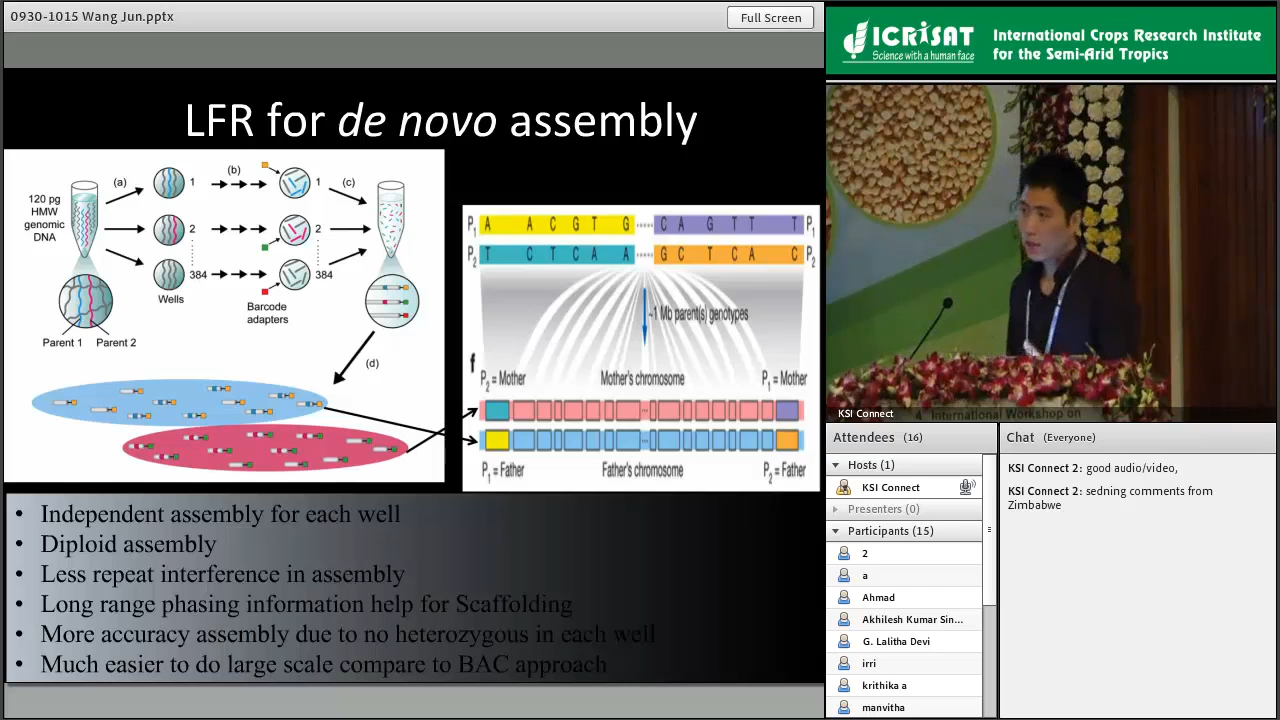 0930-1015 Wang Jun.pptx
Full Screen
LFR for de novo assembly
120 pg
HMW
genomic
DNA
(a)
(b)
(c)
1
1
2
2
384
384
Wells
Barcode
adapters
Parent 1
Parent 2
(d)
P1 A A C G T G C A G T T T P1
P2 T C T C A A G C T C A C P2
~1 Mb parent(s) genotypes
f
P2 = Mother
Mother's chromosome
P1 = Mother
P1 = Father
Father's chromosome
P2 = Father
• Independent assembly for each well
• Diploid assembly
• Less repeat interference in assembly
• Long range phasing information help for Scaffolding
• More accuracy assembly due to no heterozygous in each well
• Much easier to do large scale compare to BAC approach
ICRISAT
Science with a human face
International Crops Research Institute
for the Semi-Arid Tropics
International Workshop on
KSI Connect
Attendees (16)
Hosts (1)
KSI Connect
Presenters (0)
Participants (15)
2
a
Ahmad
Akhilesh Kumar Sin...
G. Lalitha Devi
irri
krithika a
manvitha
Chat (Everyone)
KSI Connect 2: good audio/video,
KSI Connect 2: sedning comments from
Zimbabwe